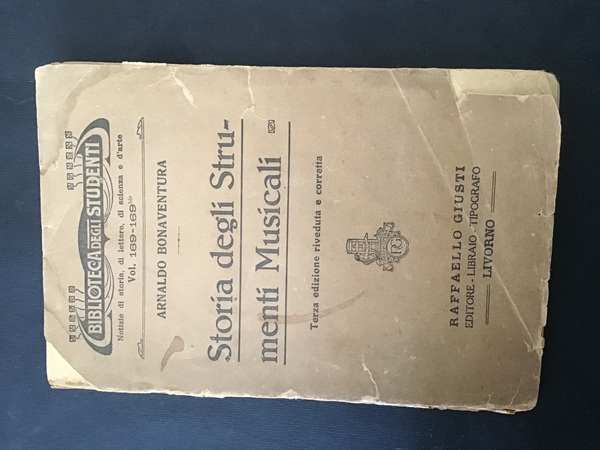 BIBLIOTECA DEGLI STUDENTI
Notizie di storia, di lettere, di scienza e d'arte
Vol. 169-169bis
ARNALDO BONAVENTURA
Storia degli Stru-
menti Musicali
Terza edizione riveduta e corretta
RAFFAELLO GIUSTI
EDITORE - LIBRAIO - TIPOGRAFO
LIVORNO